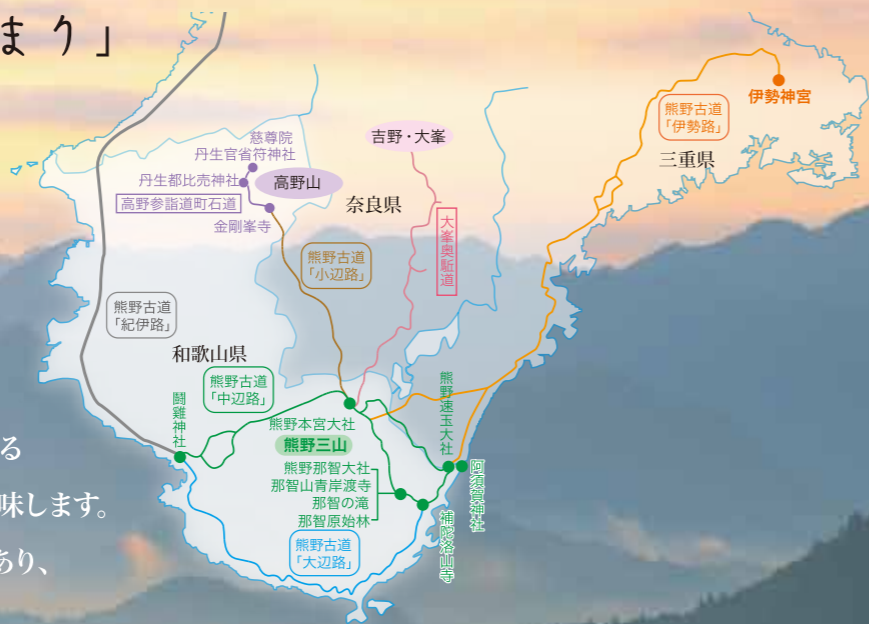 まり」
伊勢神宮
熊野古道
「伊勢路」
三重県
慈尊院
丹生官省符神社
吉野・大峯
丹生都比売神社
高野山
高野参詣道町石道
奈良県
金剛峯寺
大峯奥駈道
熊野古道
「小辺路」
熊野古道
「紀伊路」
和歌山県
熊野古道
「中辺路」
鬪雞神社
熊野速玉大社
熊野本宮大社
熊野三山
る
熊野那智大社
那智山青岸渡寺
那智の滝
那智原始林
阿須賀神社
味します。
補陀洛山寺
熊野古道
「大辺路」
あり、